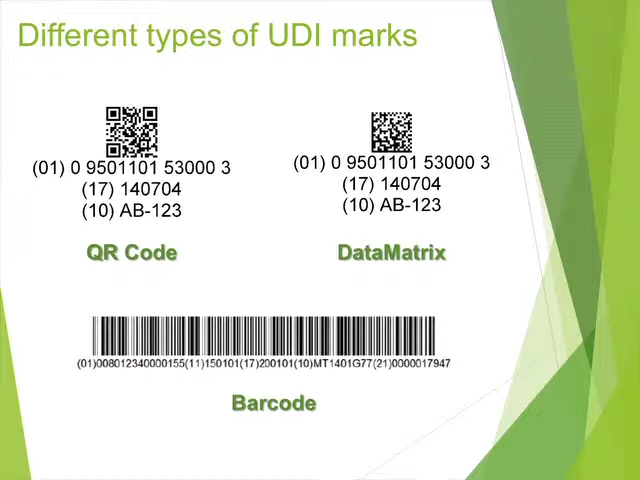 Different types of UDI marks
(01) 0 9501101 53000 3
(17) 140704
(10) AB-123
QR Code
(01) 0 9501101 53000 3
(17) 140704
(10) AB-123
DataMatrix
(01)008012340000155(11)150101(17)200101(10)MT1401G77(21)0000017947
Barcode